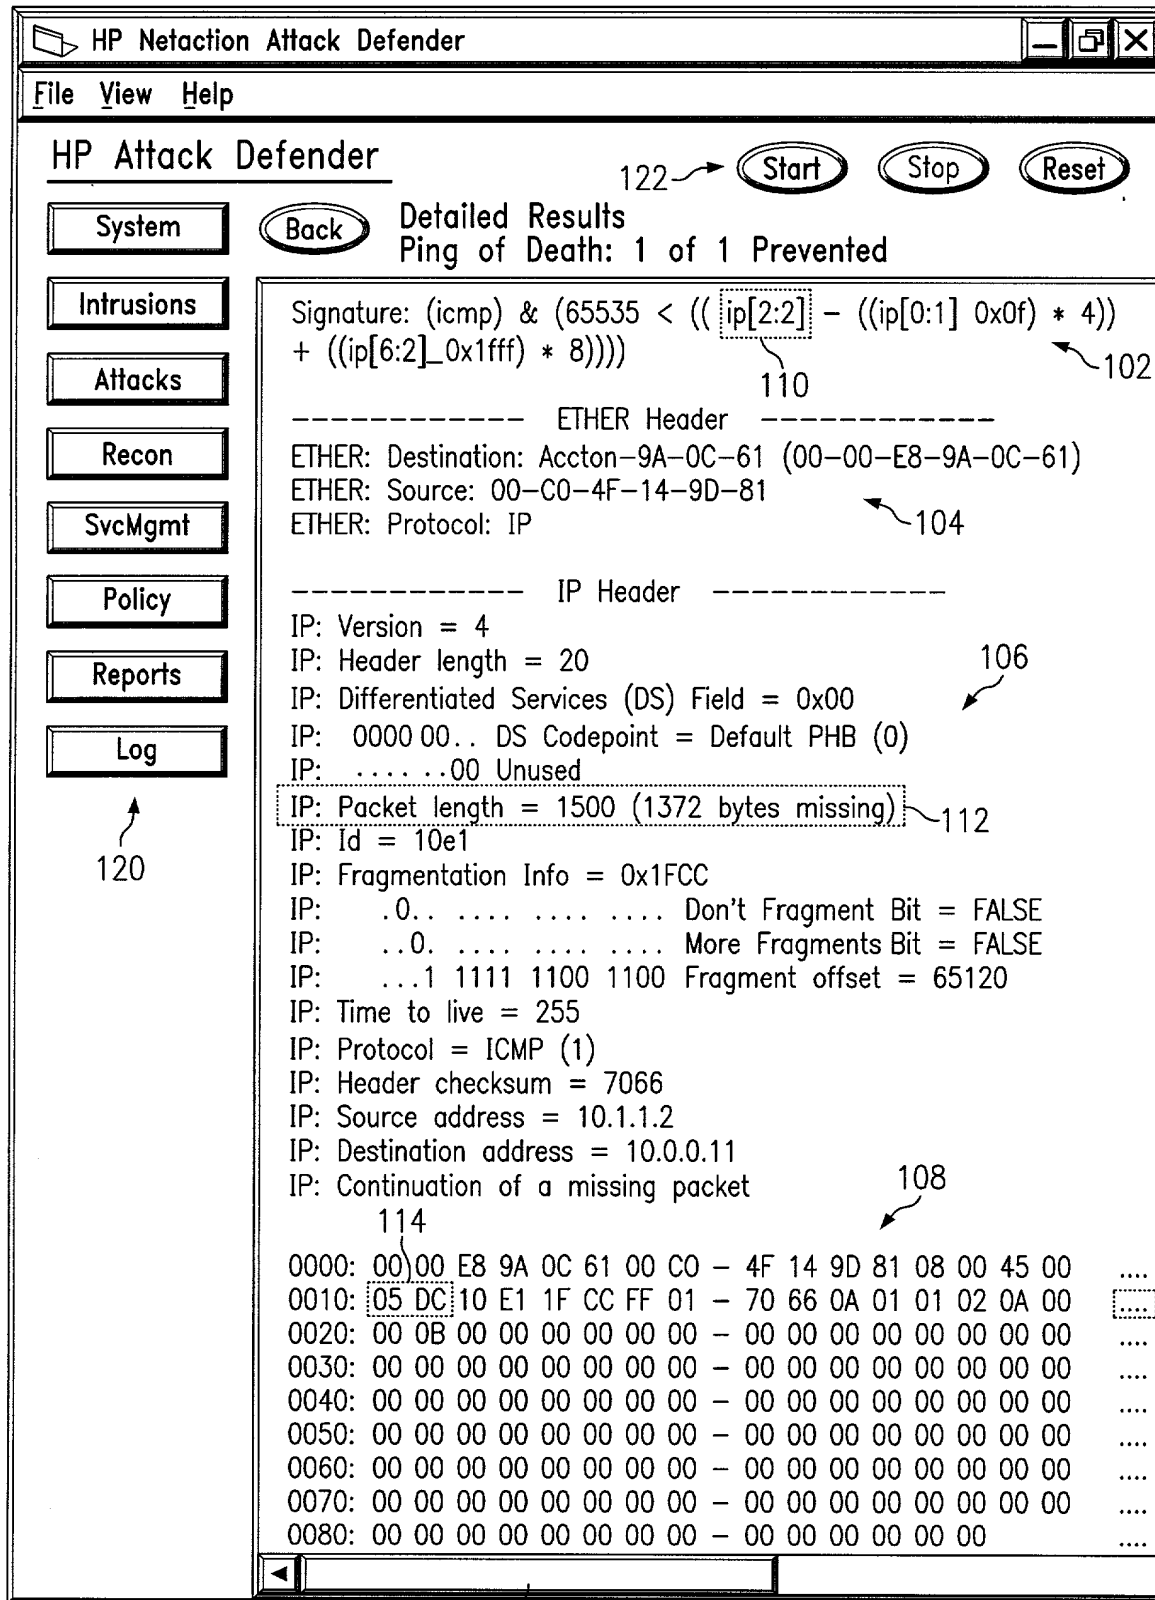 HP Netaction Attack Defender
File View Help
HP Attack Defender
122
Start Stop Reset
System
Intrusions
Attacks
Recon
SvcMgmt
Policy
Reports
Log
120
Back
Detailed Results
Ping of Death: 1 of 1 Prevented
Signature: (icmp) & (65535 < (( ip[2:2] - ((ip[0:1] 0x0f) * 4))
+ ((ip[6:2]_0x1fff) * 8))))
102
110
------------ ETHER Header ------------
ETHER: Destination: Accton-9A-0C-61 (00-00-E8-9A-0C-61)
ETHER: Source: 00-C0-4F-14-9D-81
104
ETHER: Protocol: IP
------------ IP Header ------------
IP: Version = 4
IP: Header length = 20
106
IP: Differentiated Services (DS) Field = 0x00
IP: 0000 00.. DS Codepoint = Default PHB (0)
IP: .... ..00 Unused
IP: Packet length = 1500 (1372 bytes missing)
112
IP: Id = 10e1
IP: Fragmentation Info = 0x1FCC
IP: .0.. .... .... .... Don't Fragment Bit = FALSE
IP: ..0. .... .... .... More Fragments Bit = FALSE
IP: ...1 1111 1100 1100 Fragment offset = 65120
IP: Time to live = 255
IP: Protocol = ICMP (1)
IP: Header checksum = 7066
IP: Source address = 10.1.1.2
IP: Destination address = 10.0.0.11
IP: Continuation of a missing packet
108
114
0000: 00 00 E8 9A 0C 61 00 C0 - 4F 14 9D 81 08 00 45 00 ....
0010: 05 DC 10 E1 1F CC FF 01 - 70 66 0A 01 01 02 0A 00 ....
0020: 00 0B 00 00 00 00 00 00 - 00 00 00 00 00 00 00 00 ....
0030: 00 00 00 00 00 00 00 00 - 00 00 00 00 00 00 00 00 ....
0040: 00 00 00 00 00 00 00 00 - 00 00 00 00 00 00 00 00 ....
0050: 00 00 00 00 00 00 00 00 - 00 00 00 00 00 00 00 00 ....
0060: 00 00 00 00 00 00 00 00 - 00 00 00 00 00 00 00 00 ....
0070: 00 00 00 00 00 00 00 00 - 00 00 00 00 00 00 00 00 ....
0080: 00 00 00 00 00 00 00 00 - 00 00 00 00 00 00 ....